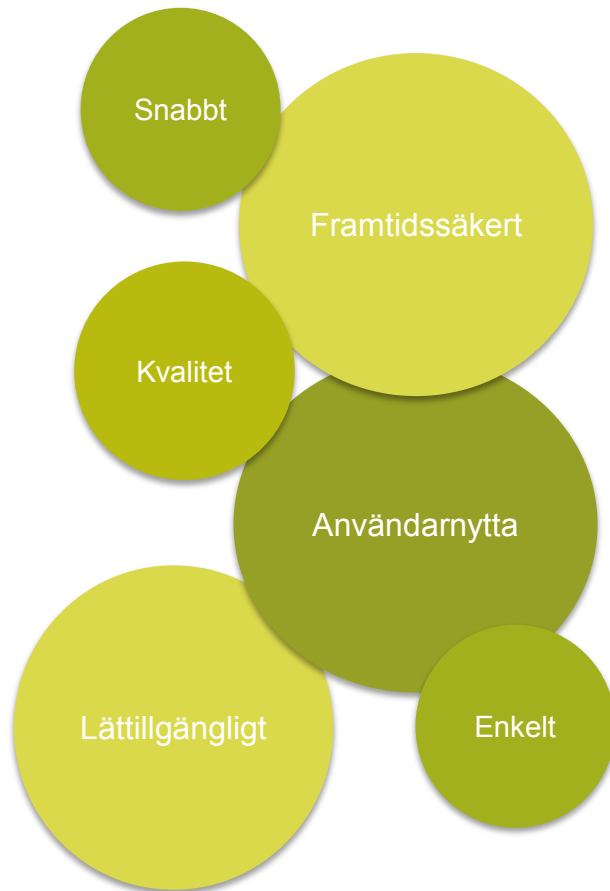 Snabbt
Framtidssäkert
Kvalitet
Användarnytta
Lättillgängligt
Enkelt